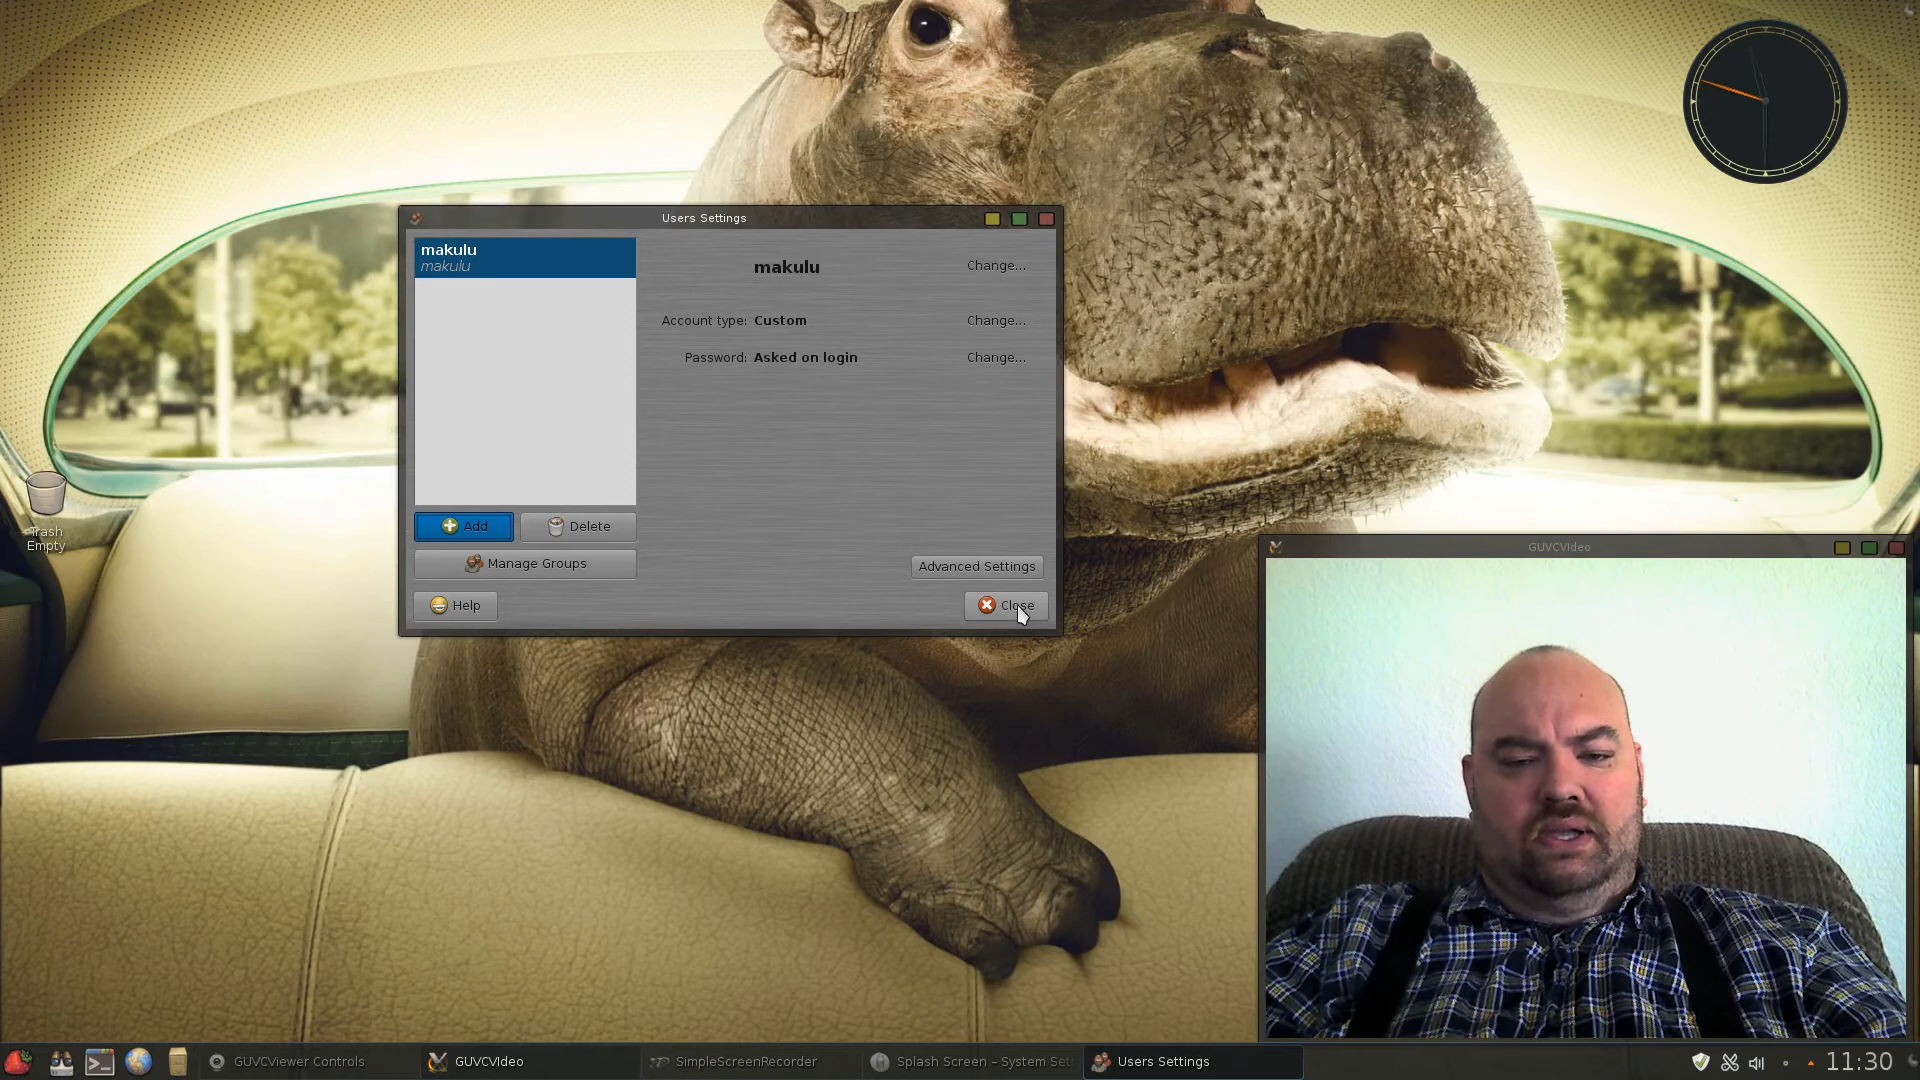 Users Settings
makulu
makulu
makulu
Change...
Account type: Custom
Change...
Password: Asked on login
Change...
Add
Delete
Manage Groups
Advanced Settings
Help
Close
Trash
Empty
GUVCVIdeo
GUVCViewer Controls
GUVCVIdeo
SimpleScreenRecorder
Splash Screen – System Set
Users Settings
11:30